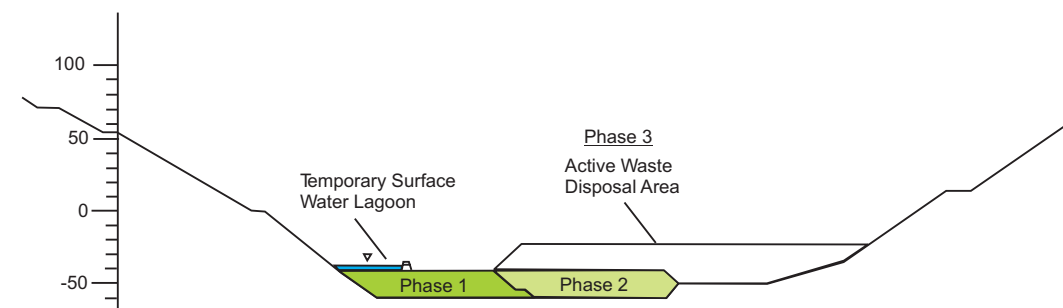 100
50
0
-50
Phase 3
Active Waste
Disposal Area
Temporary Surface
Water Lagoon
Phase 1
Phase 2